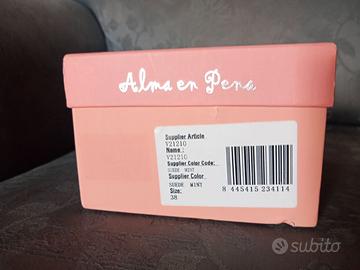 Alma en Pena
Supplier Article
V21210
Name :
V21210
Supplier Color Code:
SUEDE MINT
Supplier Color
SUEDE MINT
Size:
38
8 445415 234114
subito